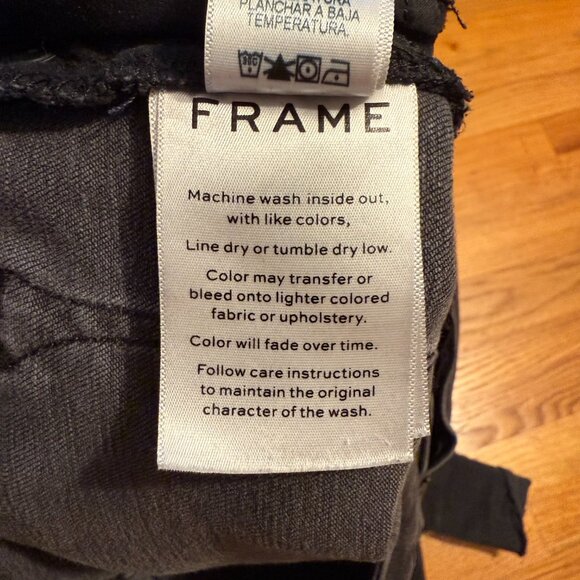 PLANCHAR A BAJA
TEMPERATURA.
30C
FRAME
Machine wash inside out,
with like colors,
Line dry or tumble dry low.
Color may transfer or
bleed onto lighter colored
fabric or upholstery.
Color will fade over time.
Follow care instructions
to maintain the original
character of the wash.